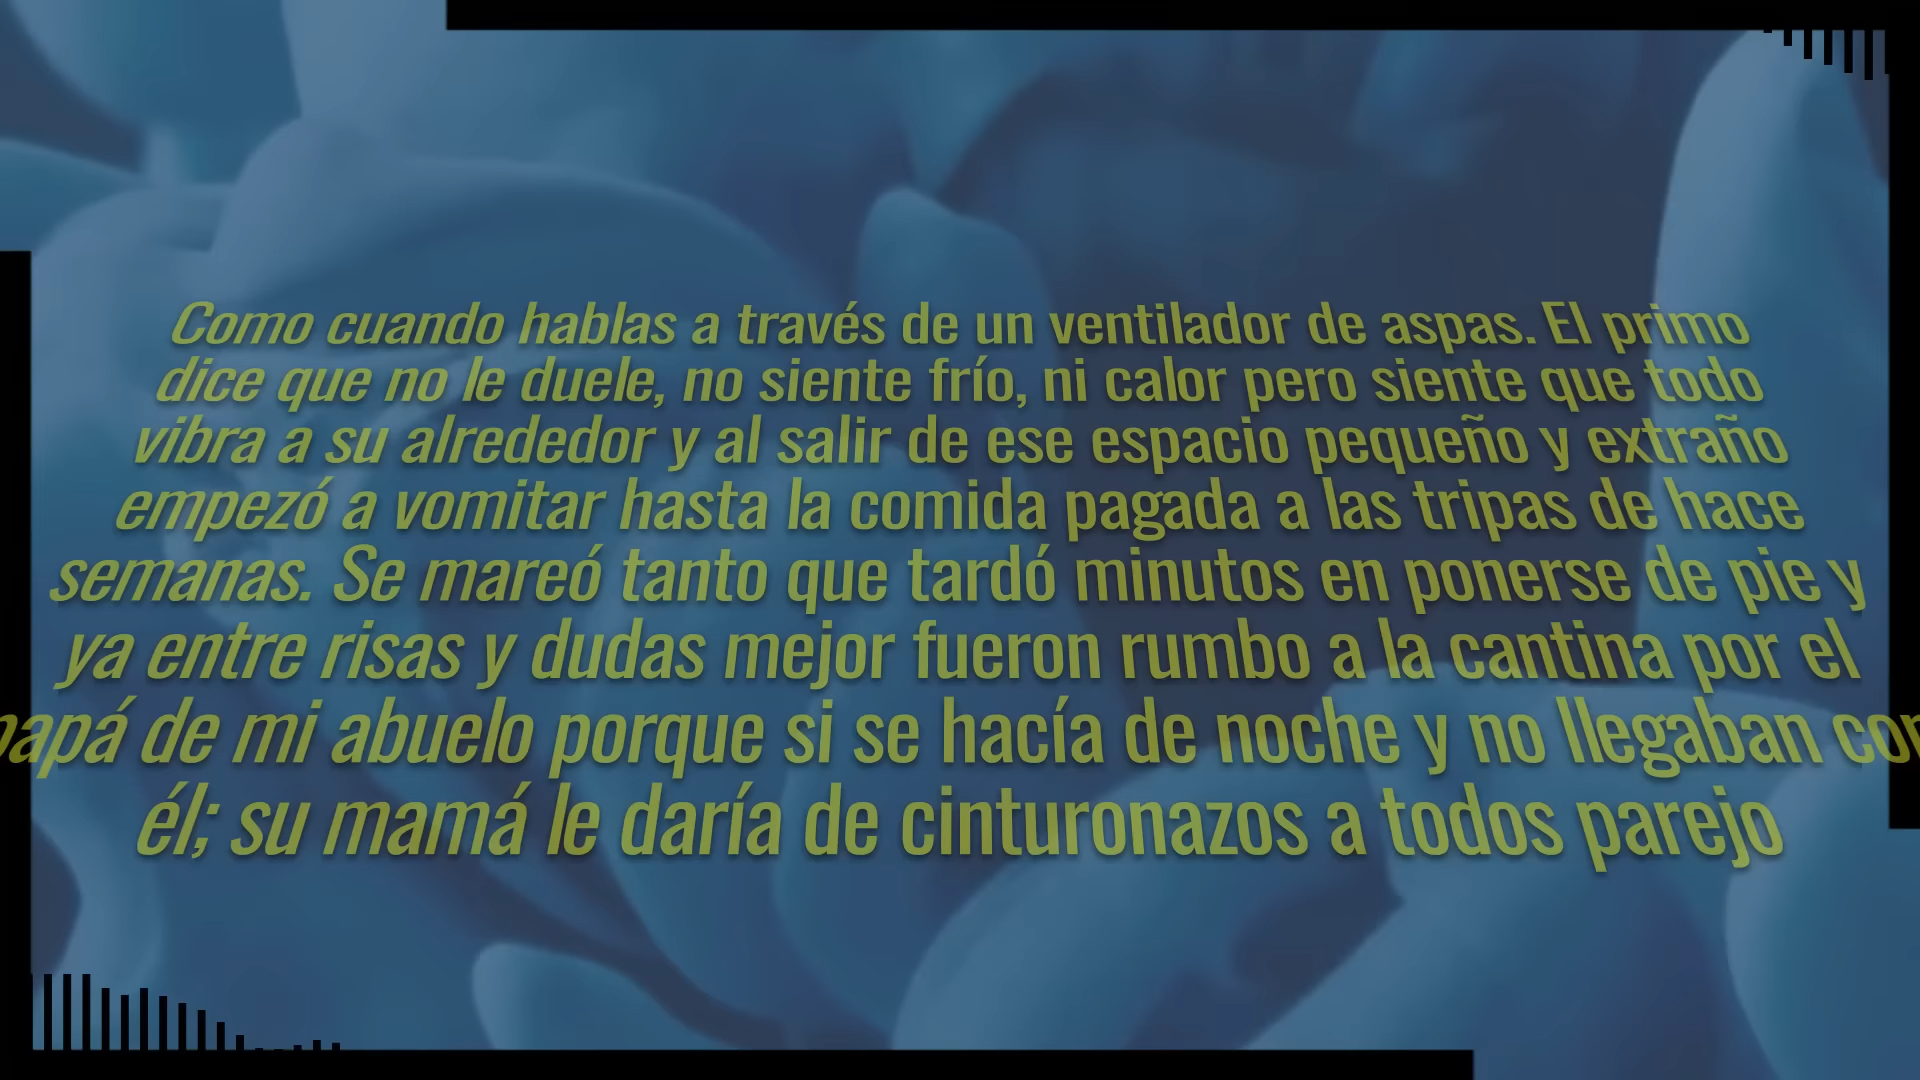 Como cuando hablas a través de un ventilador de aspas. El primo
dice que no le duele, no siente frío, ni calor pero siente que todo
vibra a su alrededor y al salir de ese espacio pequeño y extraño
empezó a vomitar hasta la comida pagada a las tripas de hace
semanas. Se mareó tanto que tardó minutos en ponerse de pie y
ya entre risas y dudas mejor fueron rumbo a la cantina por el
papá de mi abuelo porque si se hacía de noche y no llegaban con
él; su mamá le daría de cinturonazos a todos parejo